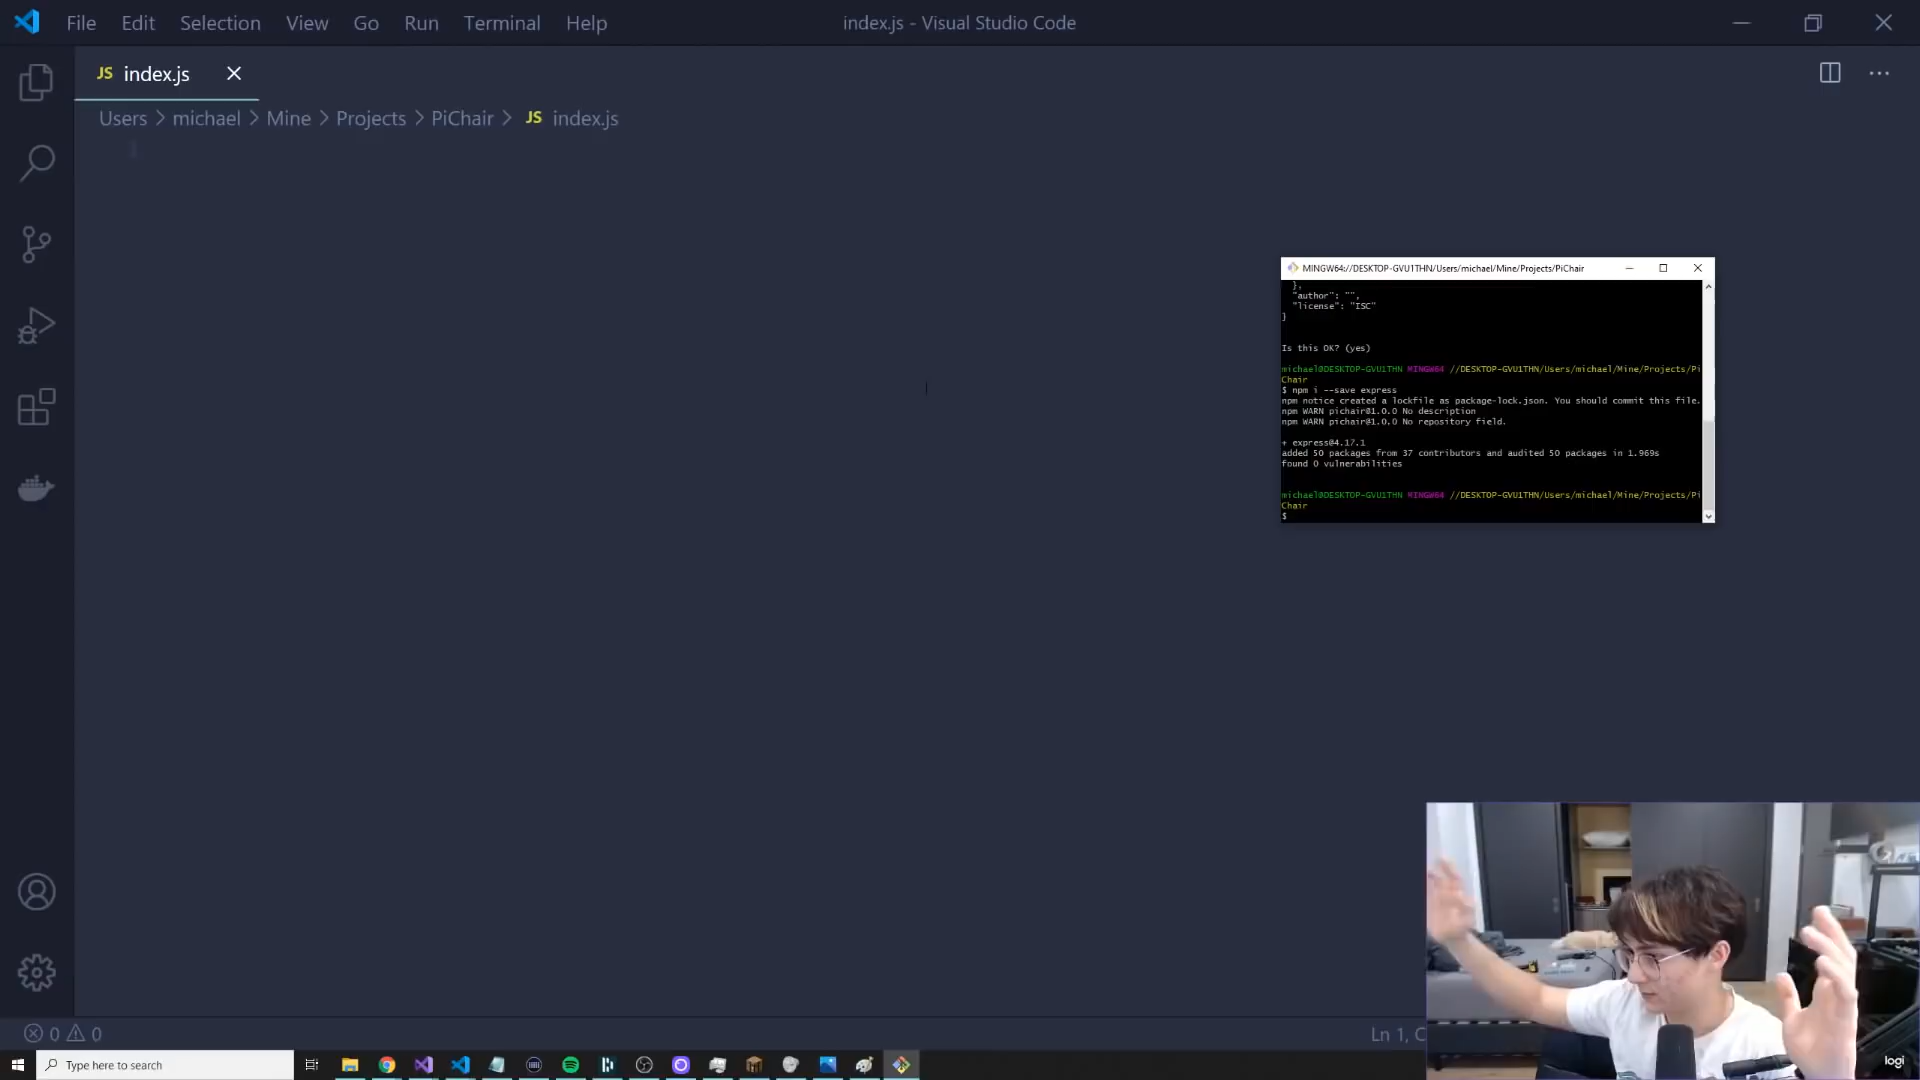 File Edit Selection View Go Run Terminal Help
index.js - Visual Studio Code
JS index.js
Users > michael > Mine > Projects > PiChair > JS index.js
1
MINGW64://DESKTOP-GVU1THN/Users/michael/Mine/Projects/PiChair
},
"author": "",
"license": "ISC"
}
Is this OK? (yes)
michael@DESKTOP-GVU1THN MINGW64 //DESKTOP-GVU1THN/Users/michael/Mine/Projects/Pi
Chair
$ npm i --save express
npm notice created a lockfile as package-lock.json. You should commit this file.
npm WARN pichair@1.0.0 No description
npm WARN pichair@1.0.0 No repository field.
+ express@4.17.1
added 50 packages from 37 contributors and audited 50 packages in 1.969s
found 0 vulnerabilities
michael@DESKTOP-GVU1THN MINGW64 //DESKTOP-GVU1THN/Users/michael/Mine/Projects/Pi
Chair
$
0 0
Ln 1, C
Type here to search
logi